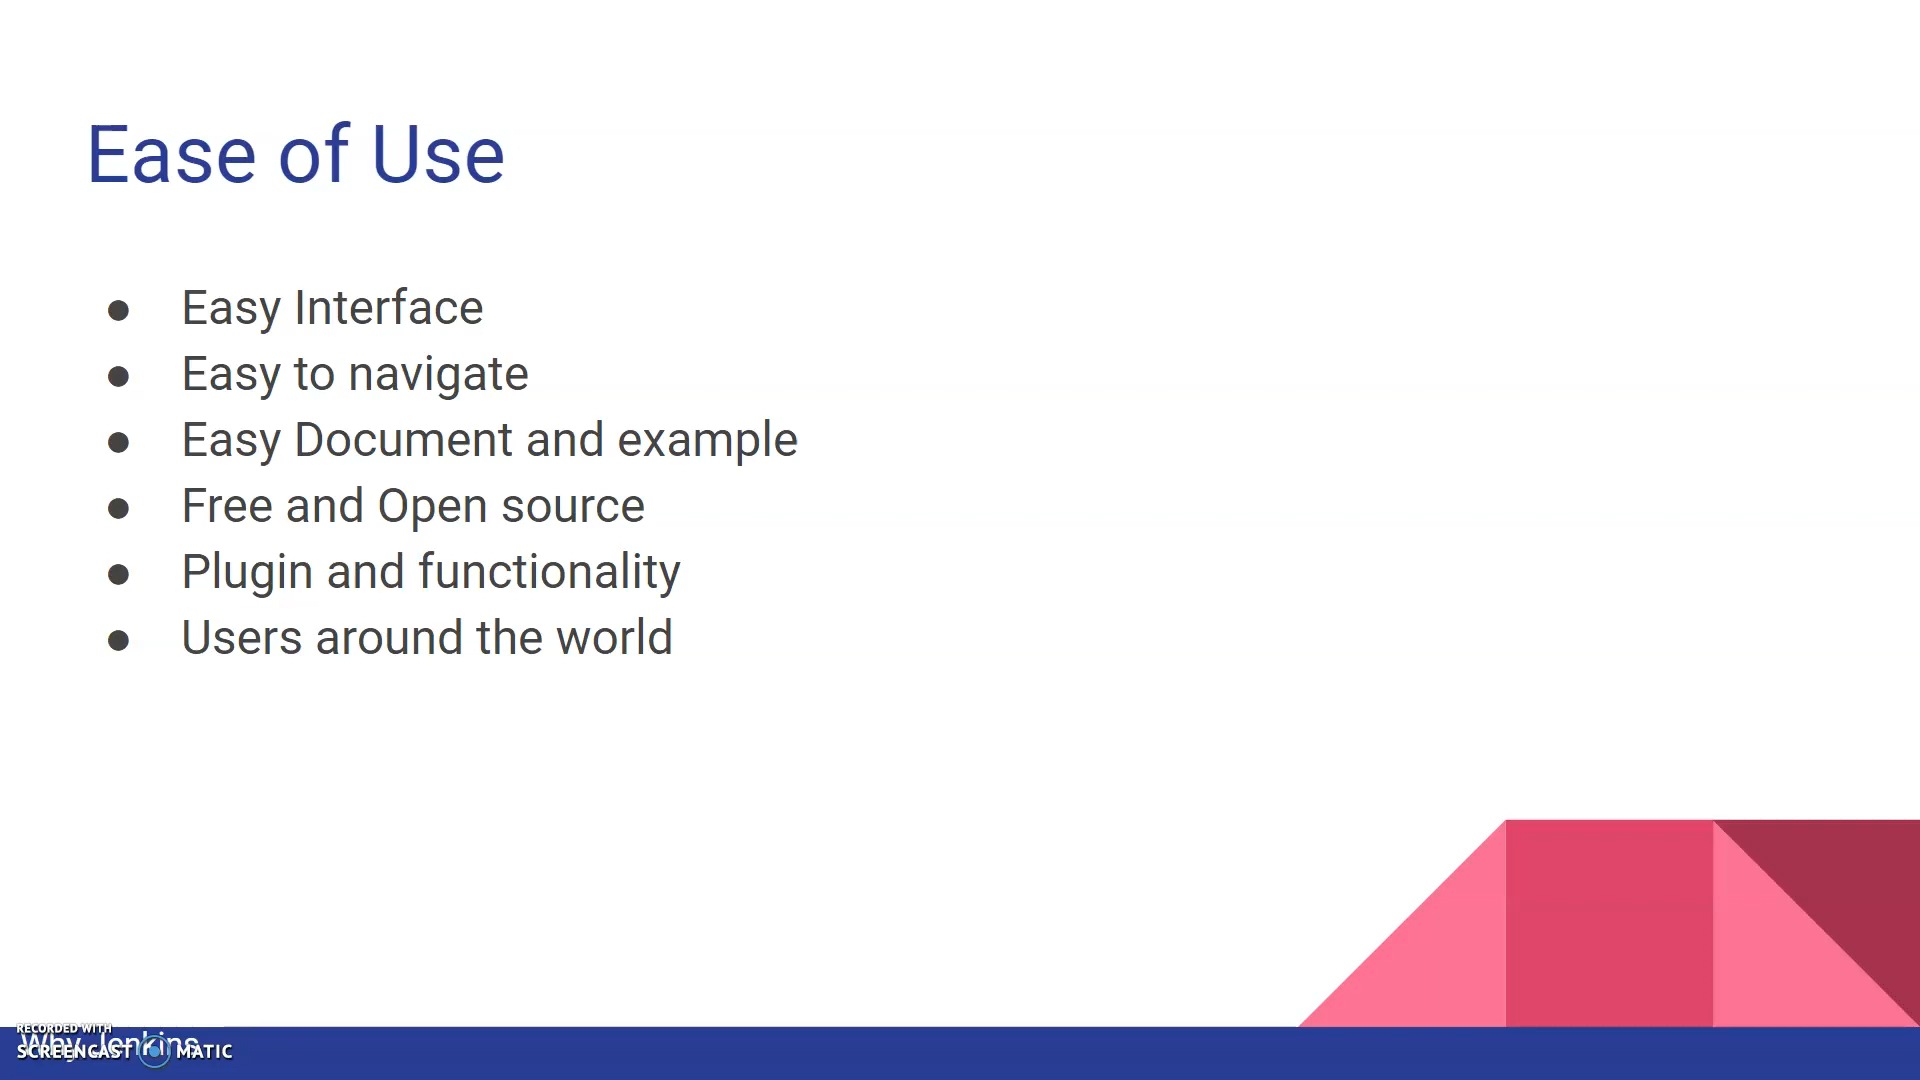 Ease of Use
● Easy Interface
● Easy to navigate
● Easy Document and example
● Free and Open source
● Plugin and functionality
● Users around the world
RECORDED WITH
Why Jenkins
SCREENCAST MATIC